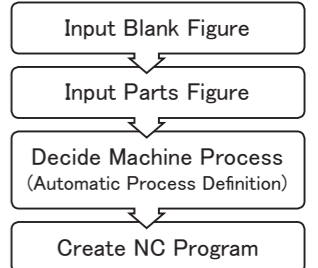 Input Blank Figure
Input Parts Figure
Decide Machine Process
(Automatic Process Definition)
Create NC Program